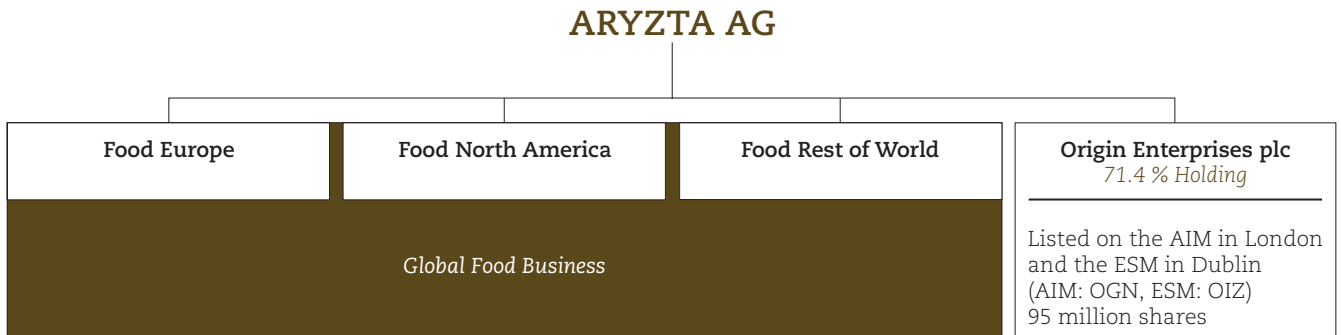 ARYZTA AG
Food Europe
Food North America
Food Rest of World
Origin Enterprises plc
71.4 % Holding
Global Food Business
Listed on the AIM in London
and the ESM in Dublin
(AIM: OGN, ESM: OIZ)
95 million shares